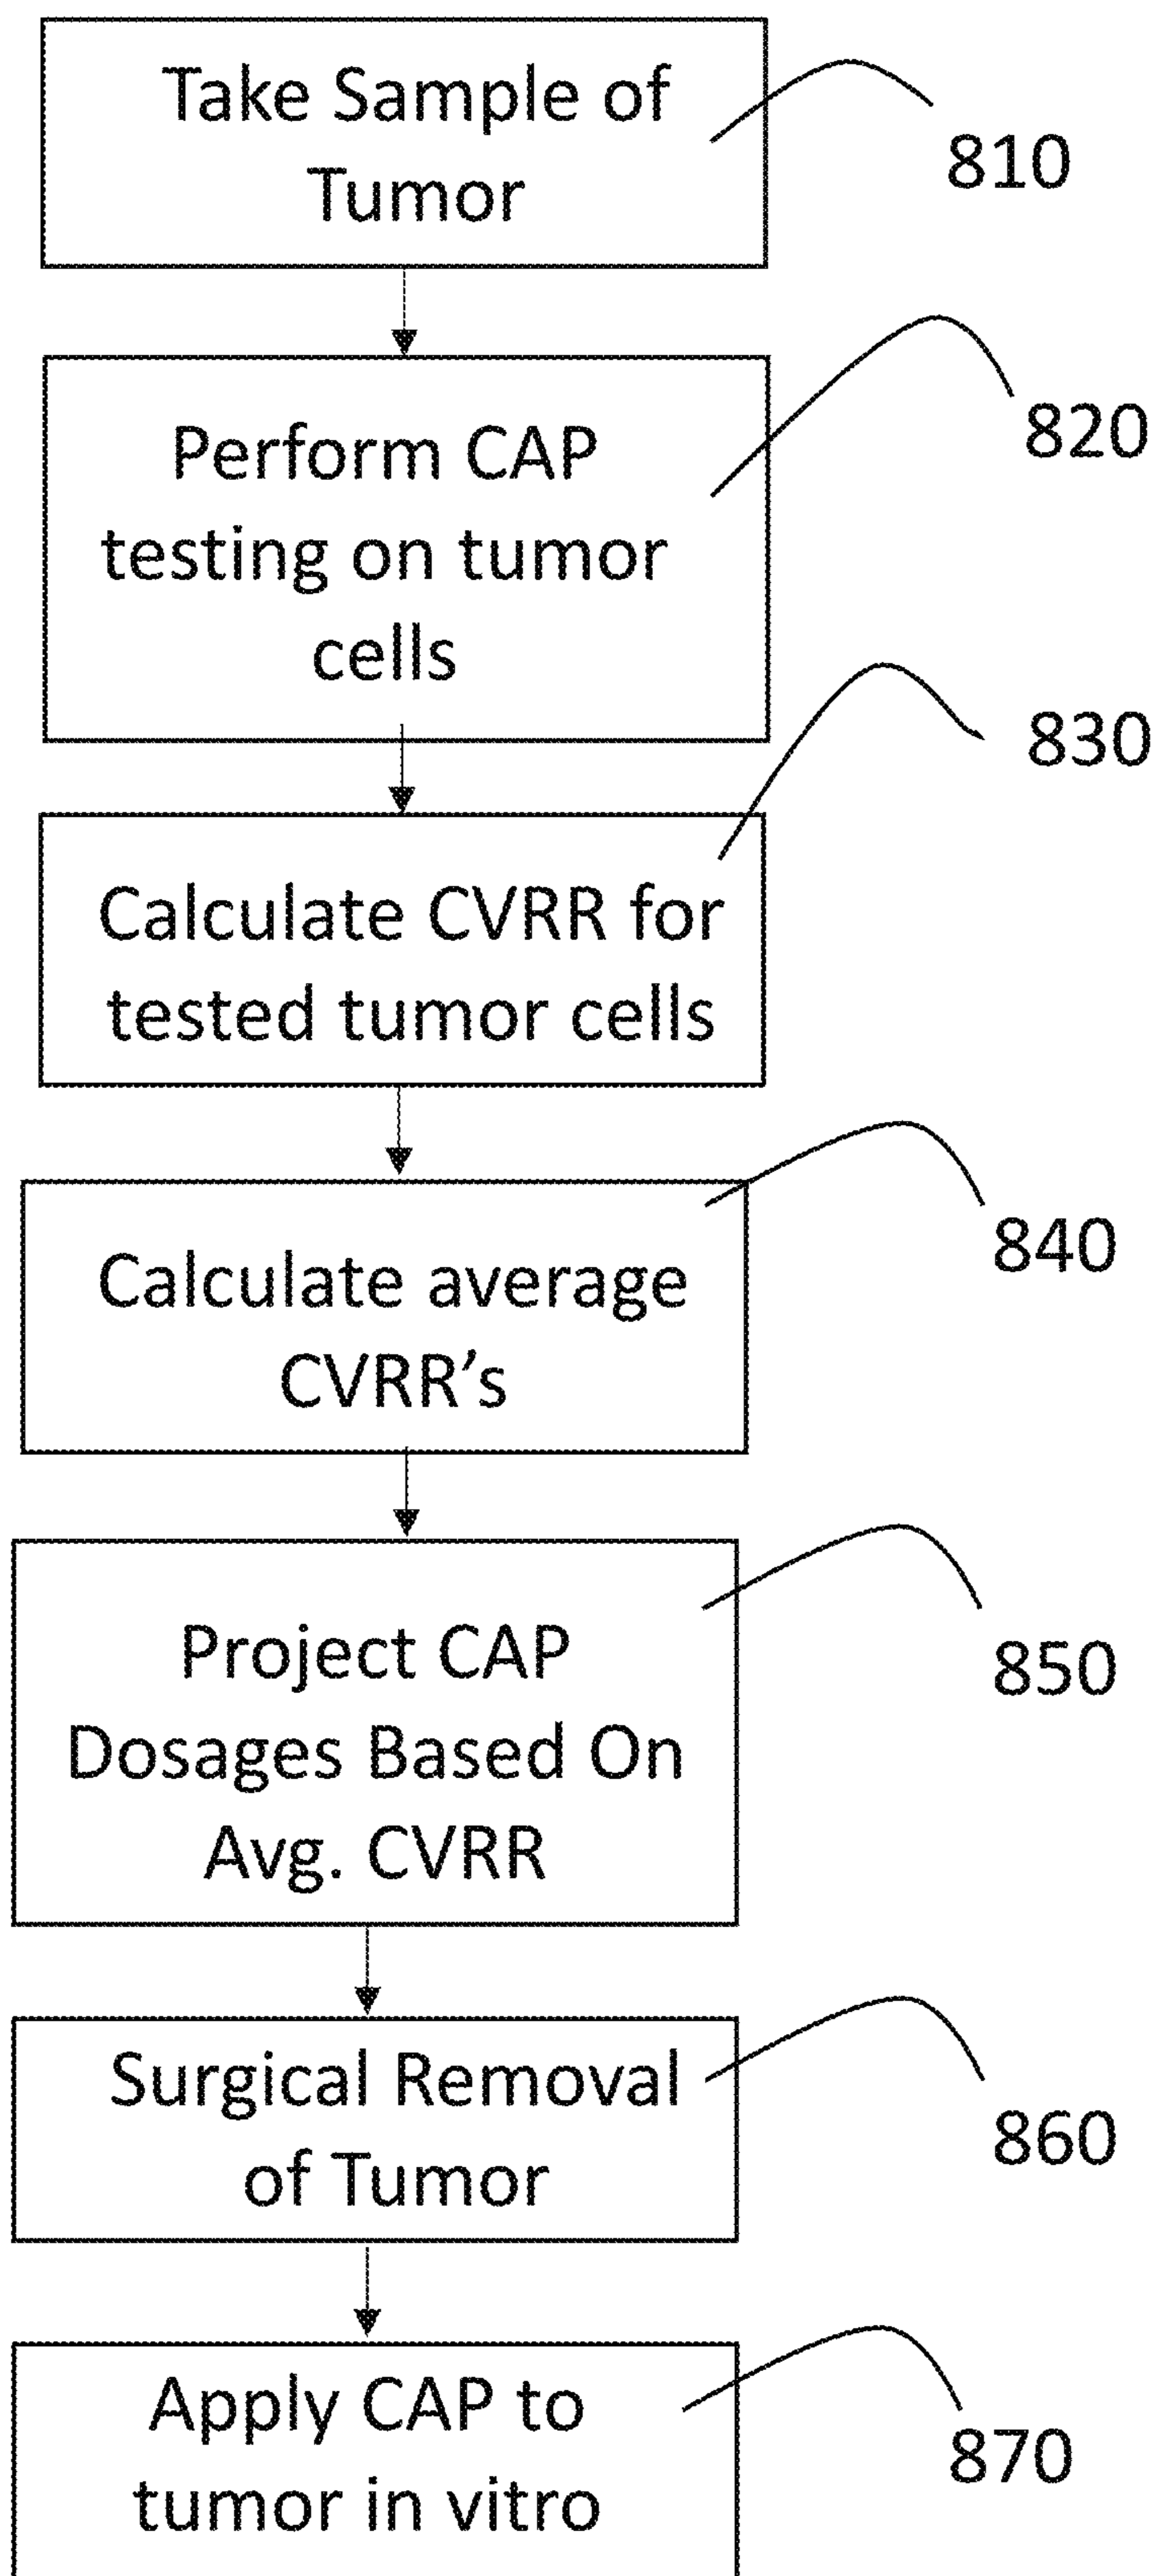 Take Sample of
Tumor
810
Perform CAP
testing on tumor
cells
820
Calculate CVRR for
tested tumor cells
830
Calculate average
CVRR’s
840
Project CAP
Dosages Based On
Avg. CVRR
850
Surgical Removal
of Tumor
860
Apply CAP to
tumor in vitro
870